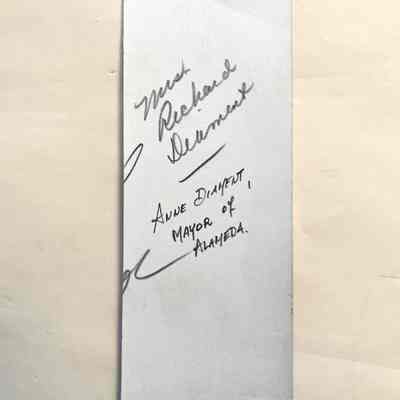 Mrs.
Richard
Diament
ANNE DIAMENT,
MAYOR OF
ALAMEDA.